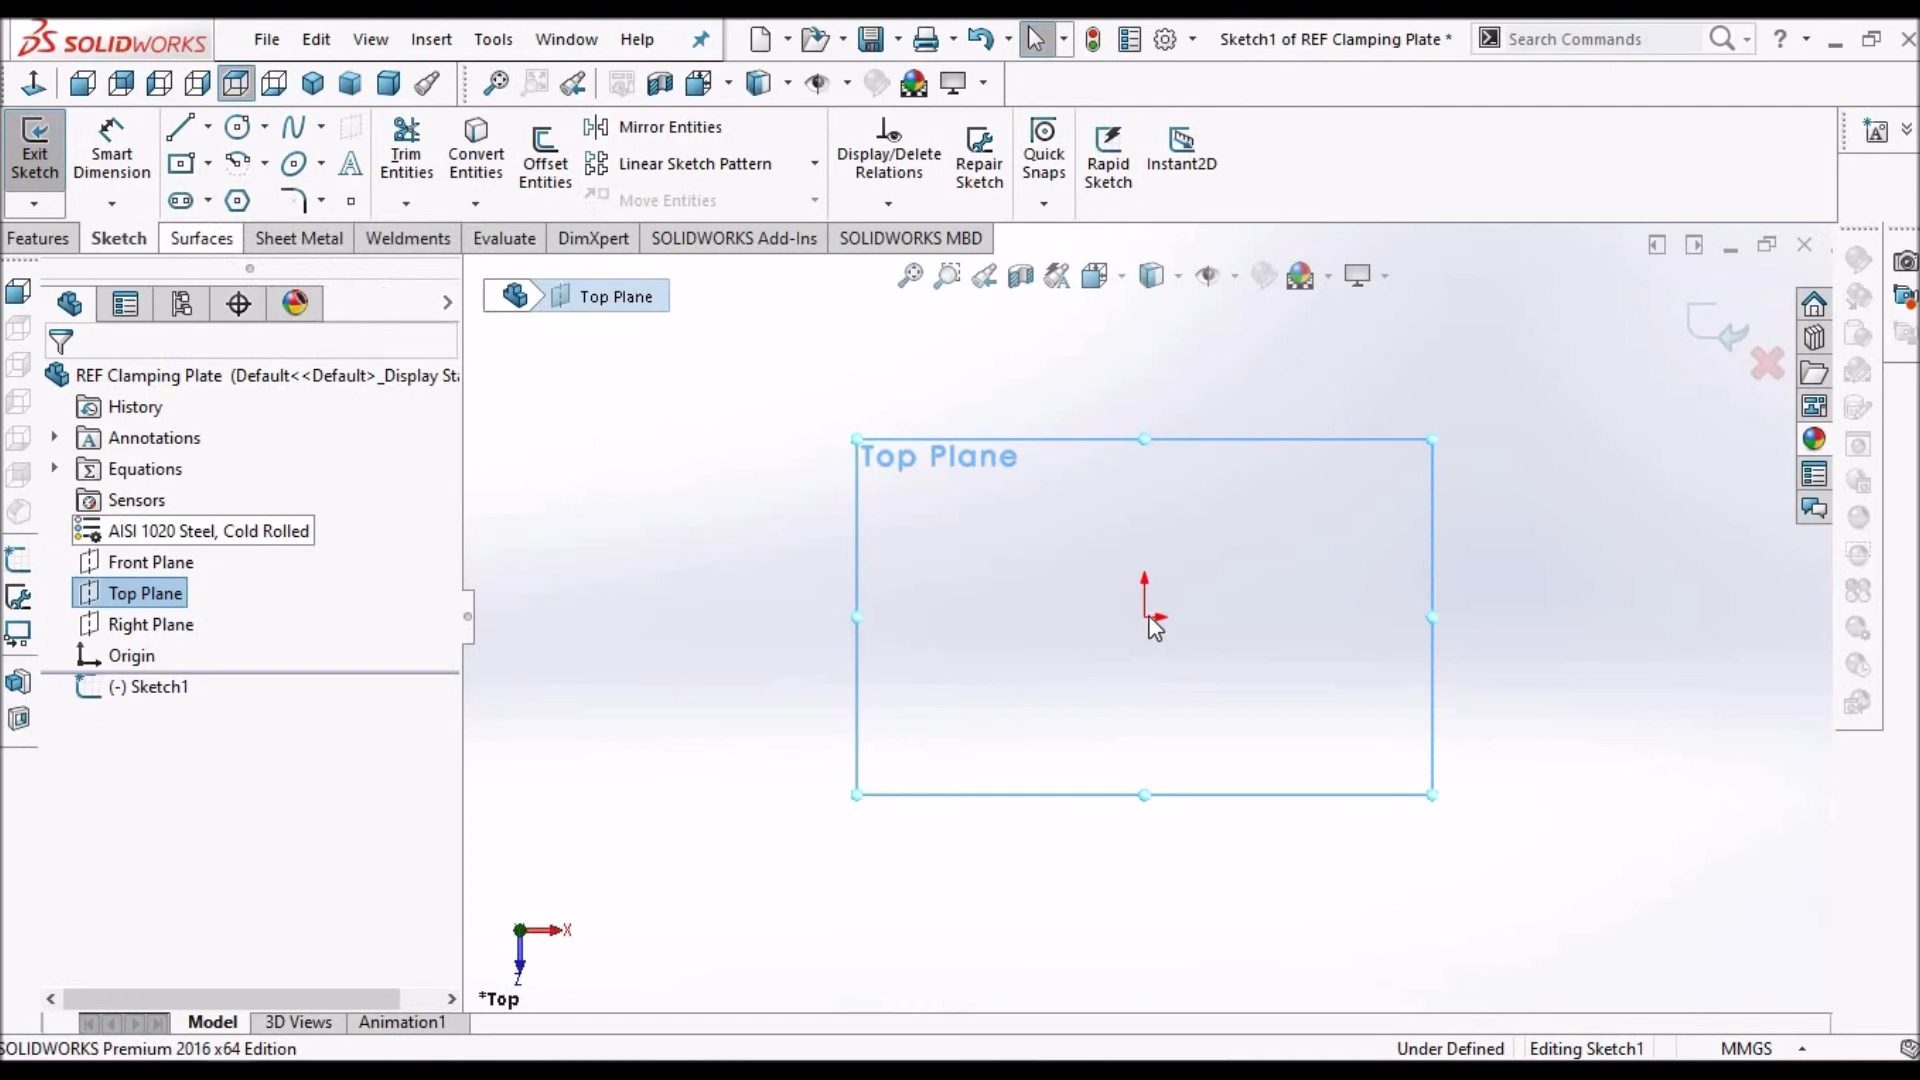 SOLIDWORKS
File Edit View Insert Tools Window Help
Sketch1 of REF Clamping Plate *
Search Commands
?
Exit Sketch
Smart Dimension
Trim Entities
Convert Entities
Offset Entities
Mirror Entities
Linear Sketch Pattern
Move Entities
Display/Delete Relations
Repair Sketch
Quick Snaps
Rapid Sketch
Instant2D
Features Sketch Surfaces Sheet Metal Weldments Evaluate DimXpert SOLIDWORKS Add-Ins SOLIDWORKS MBD
Top Plane
REF Clamping Plate (Default<<Default>_Display Sta
History
Annotations
Equations
Sensors
AISI 1020 Steel, Cold Rolled
Front Plane
Top Plane
Right Plane
Origin
(-) Sketch1
Top Plane
X
Z
*Top
Model 3D Views Animation1
SOLIDWORKS Premium 2016 x64 Edition
Under Defined Editing Sketch1 MMGS